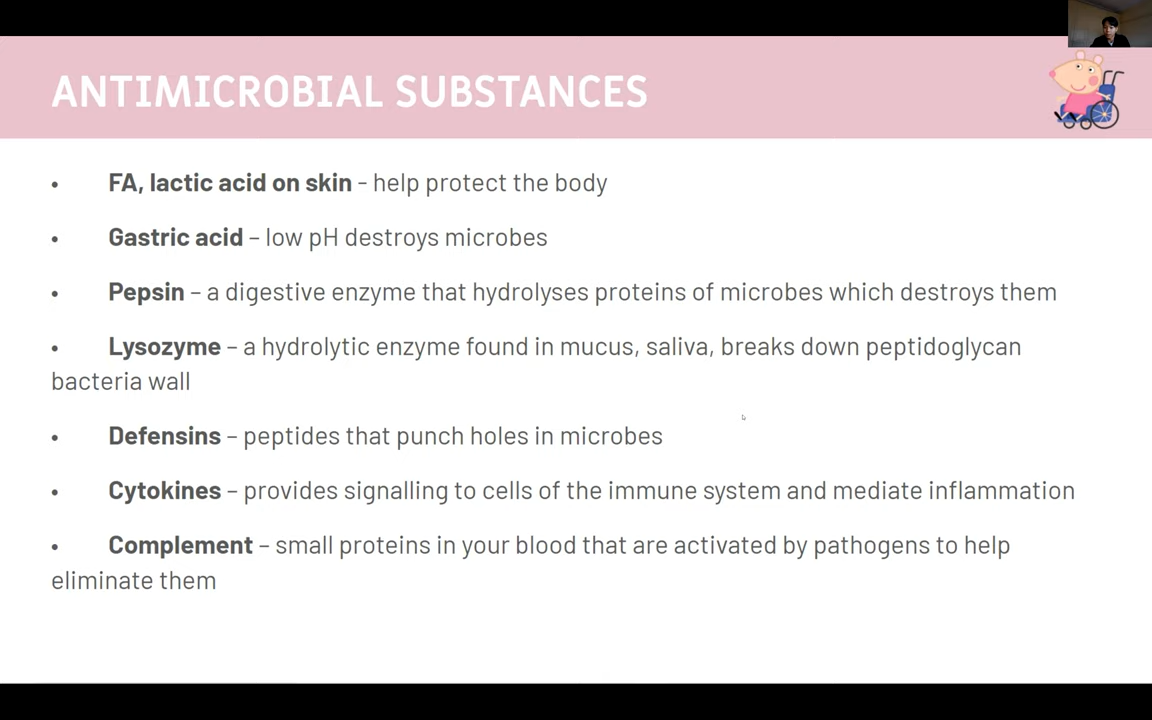 ANTIMICROBIAL SUBSTANCES
• FA, lactic acid on skin - help protect the body
• Gastric acid – low pH destroys microbes
• Pepsin – a digestive enzyme that hydrolyses proteins of microbes which destroys them
• Lysozyme – a hydrolytic enzyme found in mucus, saliva, breaks down peptidoglycan
bacteria wall
• Defensins – peptides that punch holes in microbes
• Cytokines – provides signalling to cells of the immune system and mediate inflammation
• Complement – small proteins in your blood that are activated by pathogens to help
eliminate them